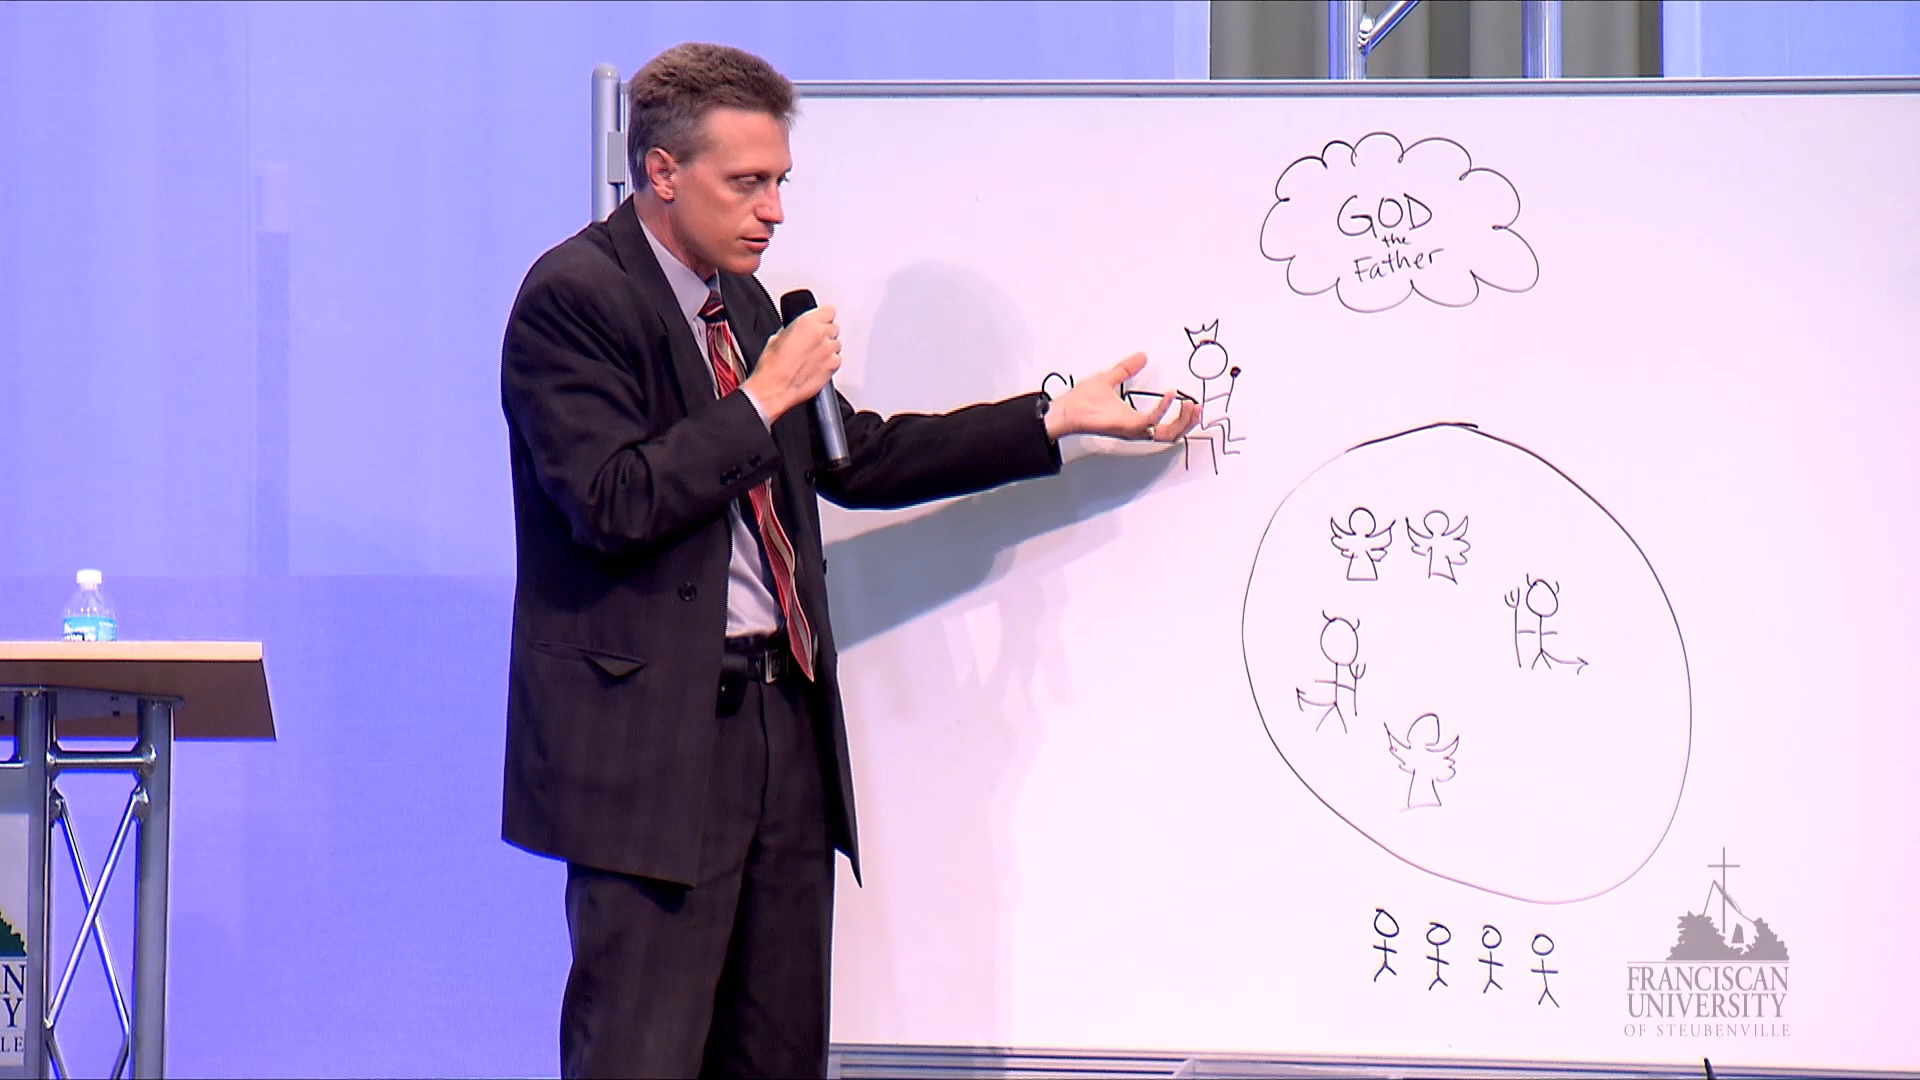 GOD
the
Father
FRANCISCAN
UNIVERSITY
OF STEUBENVILLE